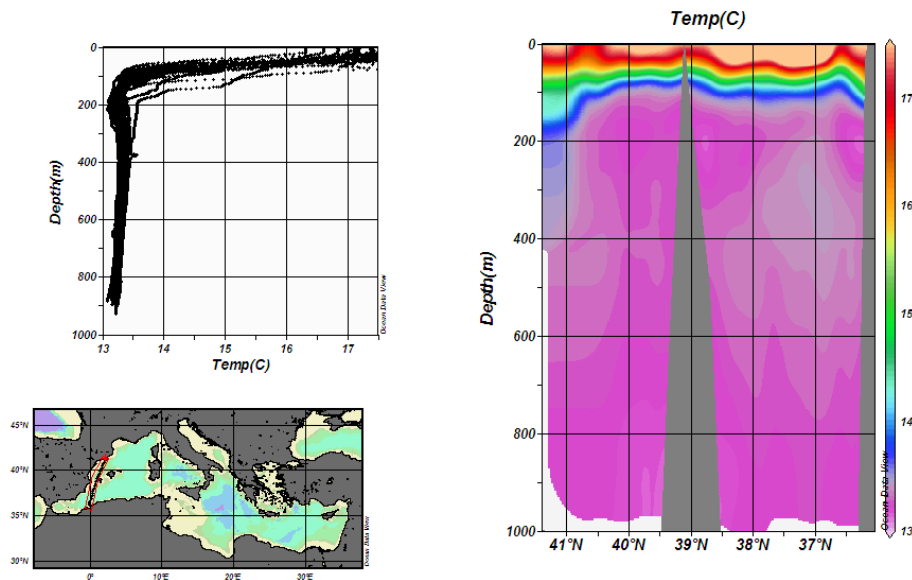 0
200
400
600
800
1000
Depth(m)
13
14
15
16
17
Temp(C)
Ocean Data View
45°N
40°N
35°N
30°N
0°
10°E
20°E
30°E
Ocean Data View
Temp(C)
0
200
400
600
800
1000
Depth(m)
41°N
40°N
39°N
38°N
37°N
17
16
15
14
13
Ocean Data View